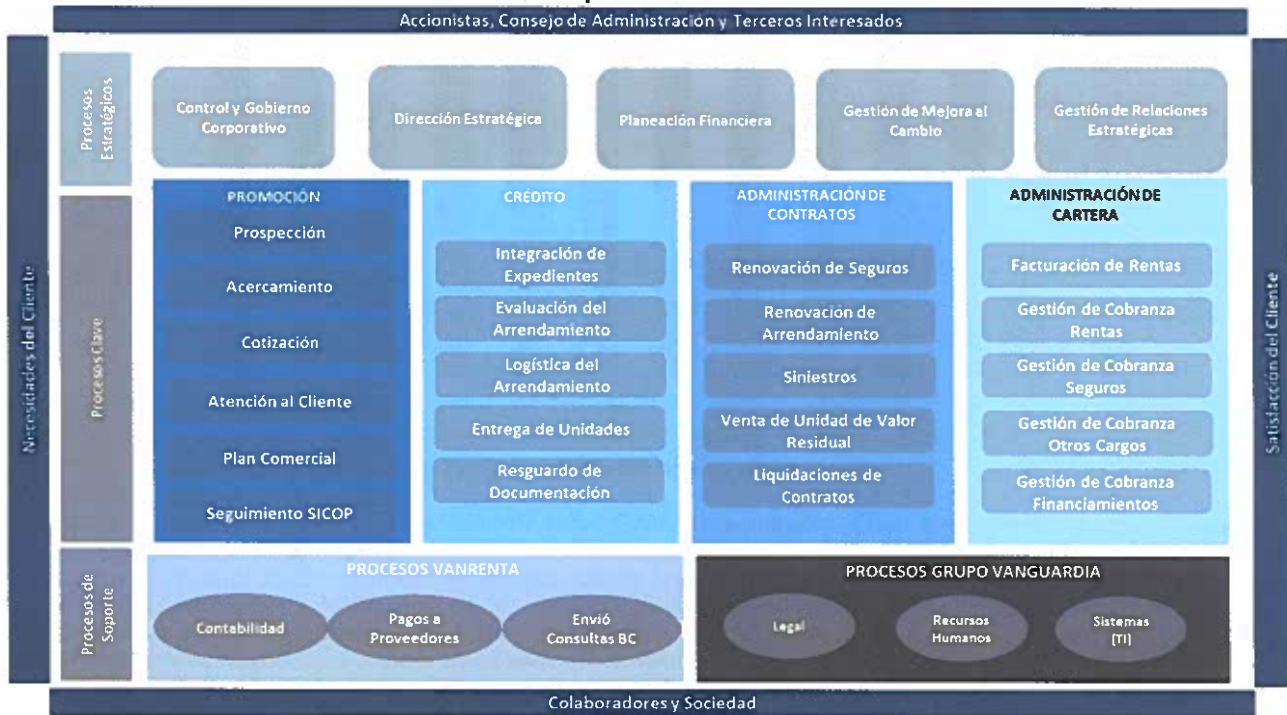 Accionistas, Consejo de Administración y Terceros Interesados
Necesidades del Cliente
Procesos
Estratégicos
Control y Gobierno
Corporativo
Dirección Estratégica
Planeación Financiera
Gestión de Mejora al
Cambio
Gestión de Relaciones
Estratégicas
Procesos Clave
PROMOCIÓN
Prospección
Acercamiento
Cotización
Atención al Cliente
Plan Comercial
Seguimiento SICOP
CRÉDITO
Integración de
Expedientes
Evaluación del
Arrendamiento
Logística del
Arrendamiento
Entrega de Unidades
Resguardo de
Documentación
ADMINISTRACIÓN DE
CONTRATOS
Renovación de Seguros
Renovación de
Arrendamiento
Siniestros
Venta de Unidad de Valor
Residual
Liquidaciones de
Contratos
ADMINISTRACIÓN DE
CARTERA
Facturación de Rentas
Gestión de Cobranza
Rentas
Gestión de Cobranza
Seguros
Gestión de Cobranza
Otros Cargos
Gestión de Cobranza
Financiamientos
Satisfacción del Cliente
Procesos de
Soporte
PROCESOS VANRENTA
Contabilidad
Pagos a
Proveedores
Envió
Consultas BC
PROCESOS GRUPO VANGUARDIA
Legal
Recursos
Humanos
Sistemas
(TI)
Colaboradores y Sociedad